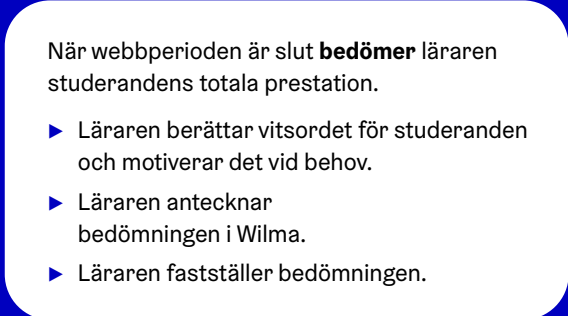 När webbperioden är slut bedömer läraren
studerandens totala prestation.
▶ Läraren berättar vitsordet för studeranden
och motiverar det vid behov.
▶ Läraren antecknar
bedömningen i Wilma.
▶ Läraren fastställer bedömningen.